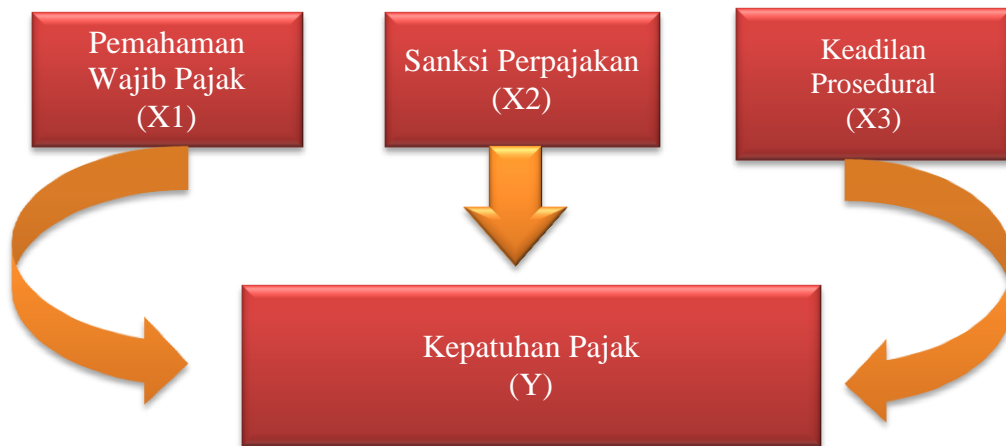 Pemahaman
Wajib Pajak
(X1)
Sanksi Perpajakan
(X2)
Keadilan
Prosedural
(X3)
Kepatuhan Pajak
(Y)